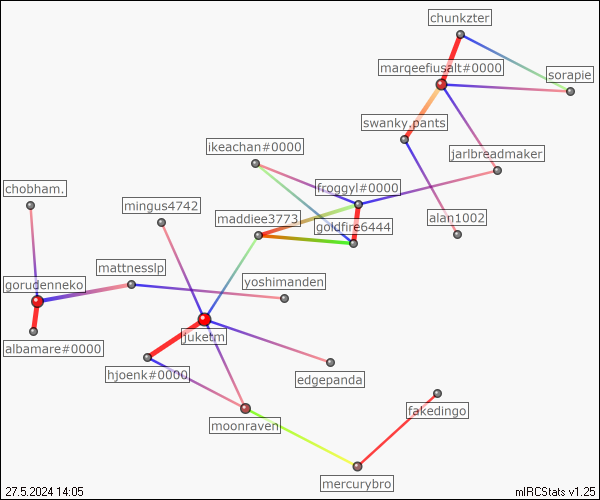 chunkzter
marqeefiusalt#0000
sorapie
swanky.pants
ikeachan#0000
jarlbreadmaker
chobham.
froggyl#0000
mingus4742
maddiee3773
alan1002
goldfire6444
mattnesslp
gorudenneko
yoshimanden
juketm
albamare#0000
hjoenk#0000
edgepanda
fakedingo
moonraven
mercurybro
27.5.2024 14:05
mIRCStats v1.25